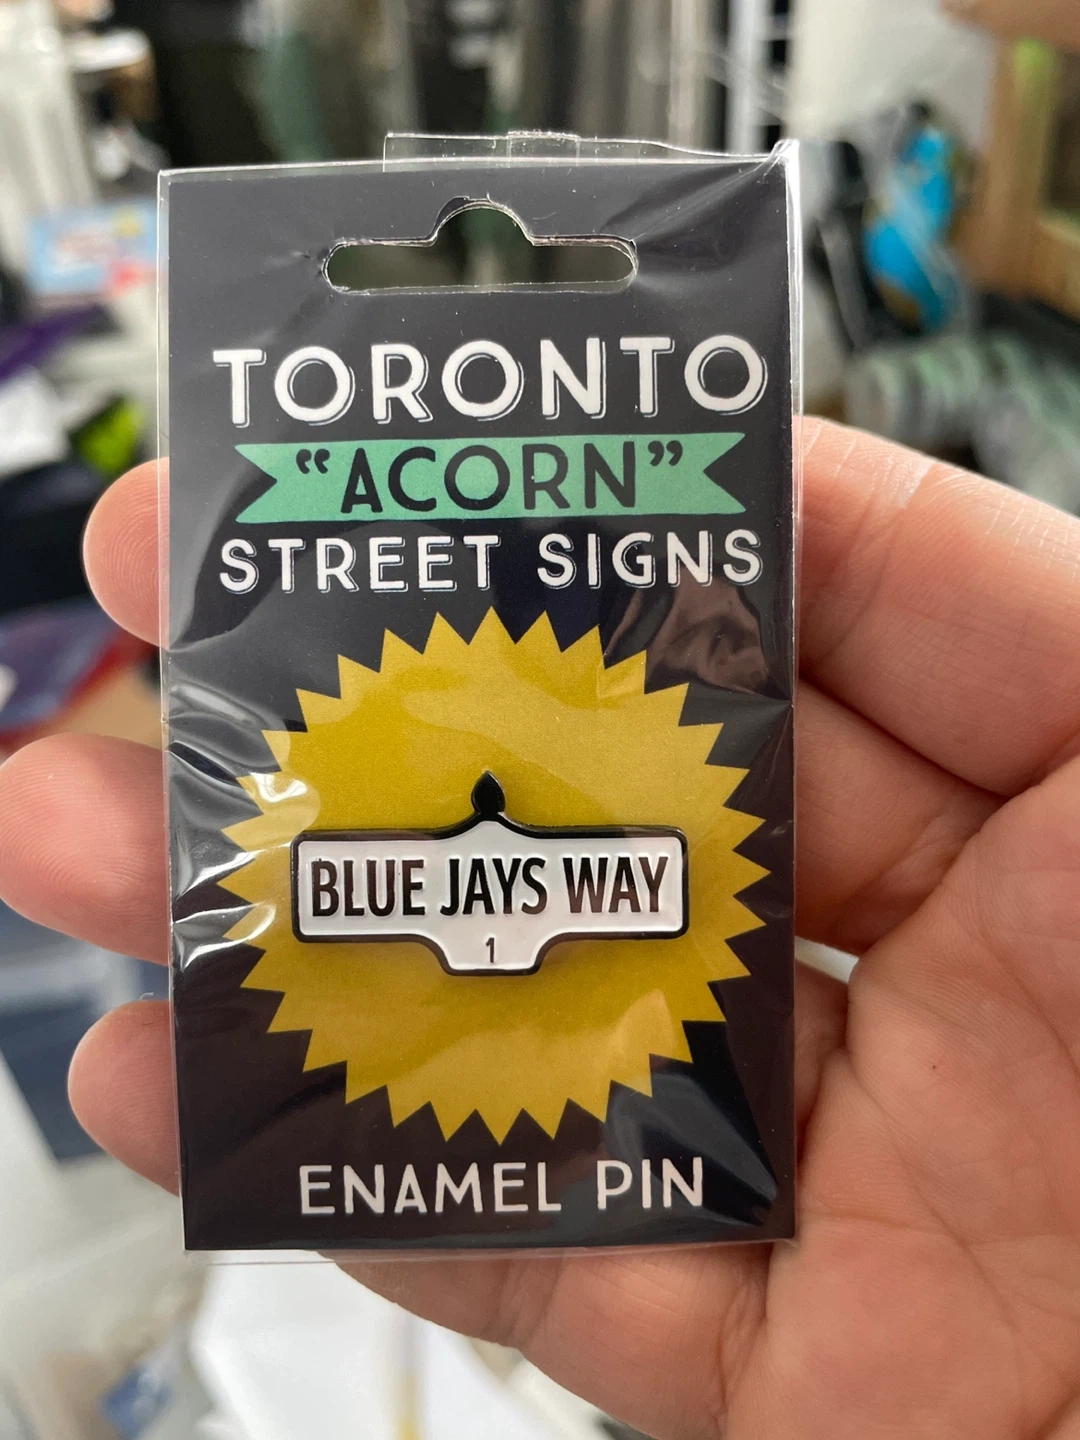 TORONTO
“ACORN”
STREET SIGNS
BLUE JAYS WAY
1
ENAMEL PIN